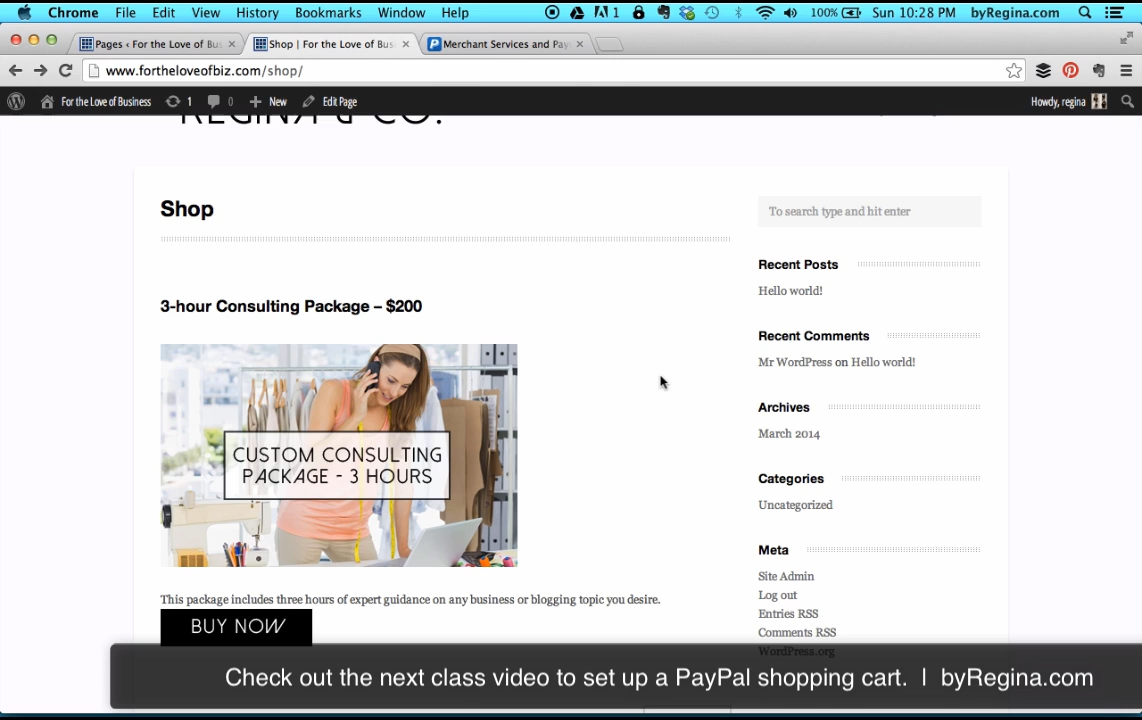 Chrome File Edit View History Bookmarks Window Help 1 100% Sun 10:28 PM byRegina.com
Pages ‹ For the Love of Bus × Shop | For the Love of Busi × Merchant Services and Pay ×
www.fortheloveofbiz.com/shop/
For the Love of Business 1 0 + New Edit Page Howdy, regina
REGINA & CO.
Shop
To search type and hit enter
Recent Posts
Hello world!
3-hour Consulting Package – $200
Recent Comments
Mr WordPress on Hello world!
CUSTOM CONSULTING
PACKAGE - 3 HOURS
Archives
March 2014
Categories
Uncategorized
Meta
Site Admin
Log out
Entries RSS
Comments RSS
WordPress.org
This package includes three hours of expert guidance on any business or blogging topic you desire.
BUY NOW
Check out the next class video to set up a PayPal shopping cart. | byRegina.com